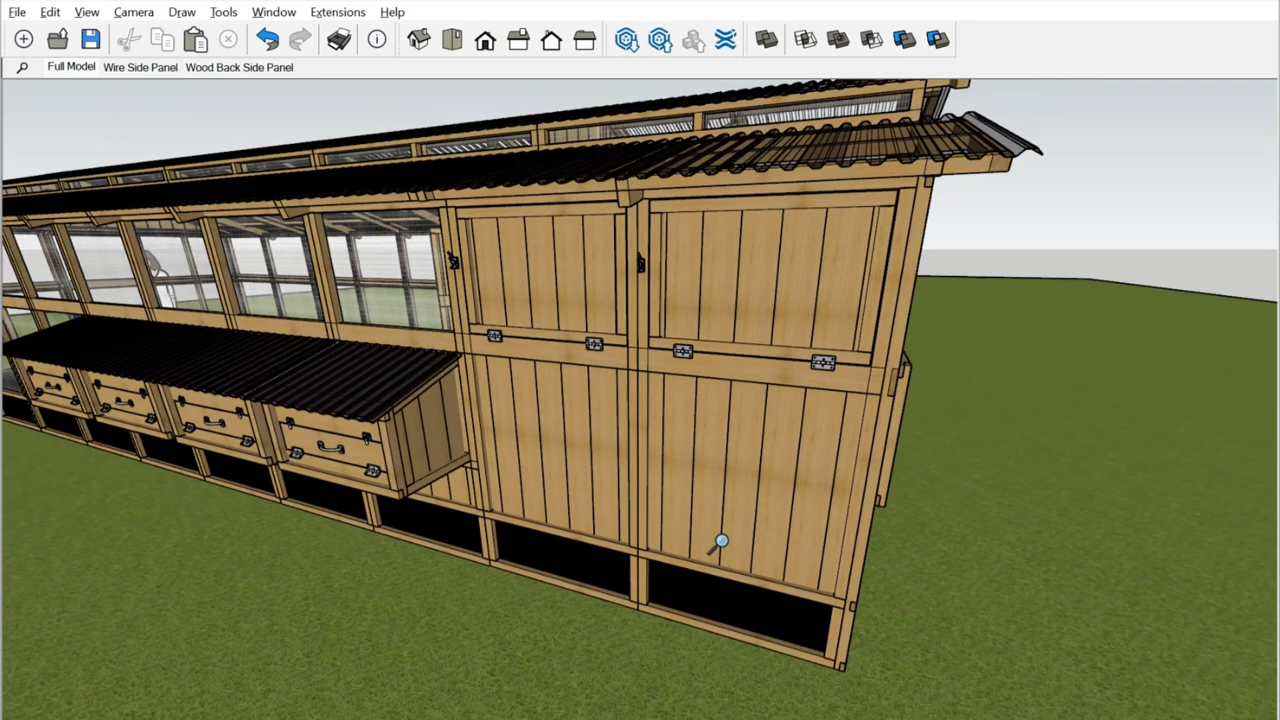 File Edit View Camera Draw Tools Window Extensions Help
Full Model Wire Side Panel Wood Back Side Panel